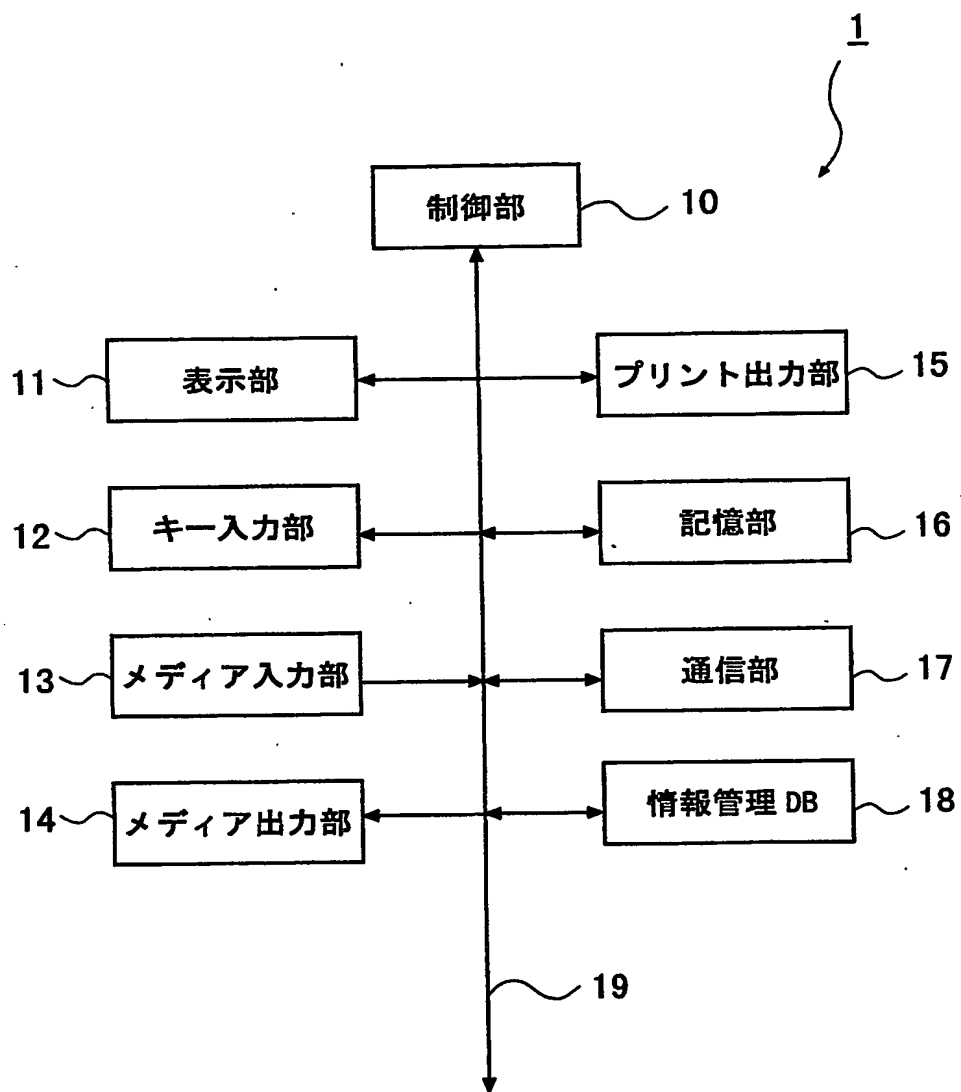 1
制御部 10
11 表示部
プリント出力部 15
12 キー入力部
記憶部 16
13 メディア入力部
通信部 17
14 メディア出力部
情報管理 DB 18
19